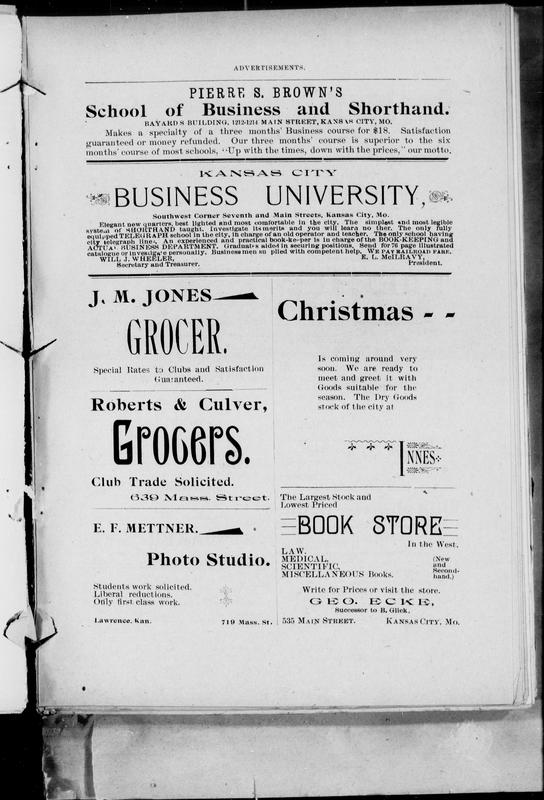 ADVERTISEMENTS.
PIERRE S. BROWN'S
School of Business and Shorthand.
BAYARDS BUILDING, 1212-1214 MAIN STREET, KANSAS CITY, MO.
Makes a specialty of a three months' Business course for $18. Satisfaction
guaranteed or money refunded. Our three months' course is superior to the six
months' course of most schools, "Up with the times, down with the prices," our motto.
KANSAS CITY
BUSINESS UNIVERSITY,
Southwest Corner Seventh and Main Streets, Kansas City, Mo.
Elegant new quarters, best lighted and most comfortable in the city. The simplest and most legible
system of SHORTHAND taught. Investigate its merits and you will learn no other. The only fully
equipped TELEGRAPH school in the city, in charge of an old operator and teacher. The only school having
city telegraph lines. An experienced and practical book-keeper is in charge of the BOOK-KEEPING and
ACTUAL BUSINESS DEPARTMENT. Graduates aided in securing positions. Send for 76 page illustrated
catalogue or investigate personally. Business men su plied with competent help. WE PAY RAILROAD FARE.
WILL J. WHEELER, E. L. McILRAVY,
Secretary and Treasurer. President.
J. M. JONES
GROCER.
Special Rates to Clubs and Satisfaction
Guaranteed.
Roberts & Culver,
Grocers.
Club Trade Solicited.
639 Mass. Street.
E. F. METTNER.
Photo Studio.
Students work solicited.
Liberal reductions.
Only first class work.
Lawrence, Kan. 719 Mass. St.
Christmas - -
Is coming around very
soon. We are ready to
meet and greet it with
Goods suitable for the
season. The Dry Goods
stock of the city at
INNES
The Largest Stock and
Lowest Priced
BOOK STORE
In the West.
LAW.
MEDICAL,
SCIENTIFIC,
MISCELLANEOUS Books.
(New
and
Second-
hand.)
Write for Prices or visit the store.
GEO. ECKE,
Successor to B. Glick,
535 MAIN STREET. KANSAS CITY, MO.